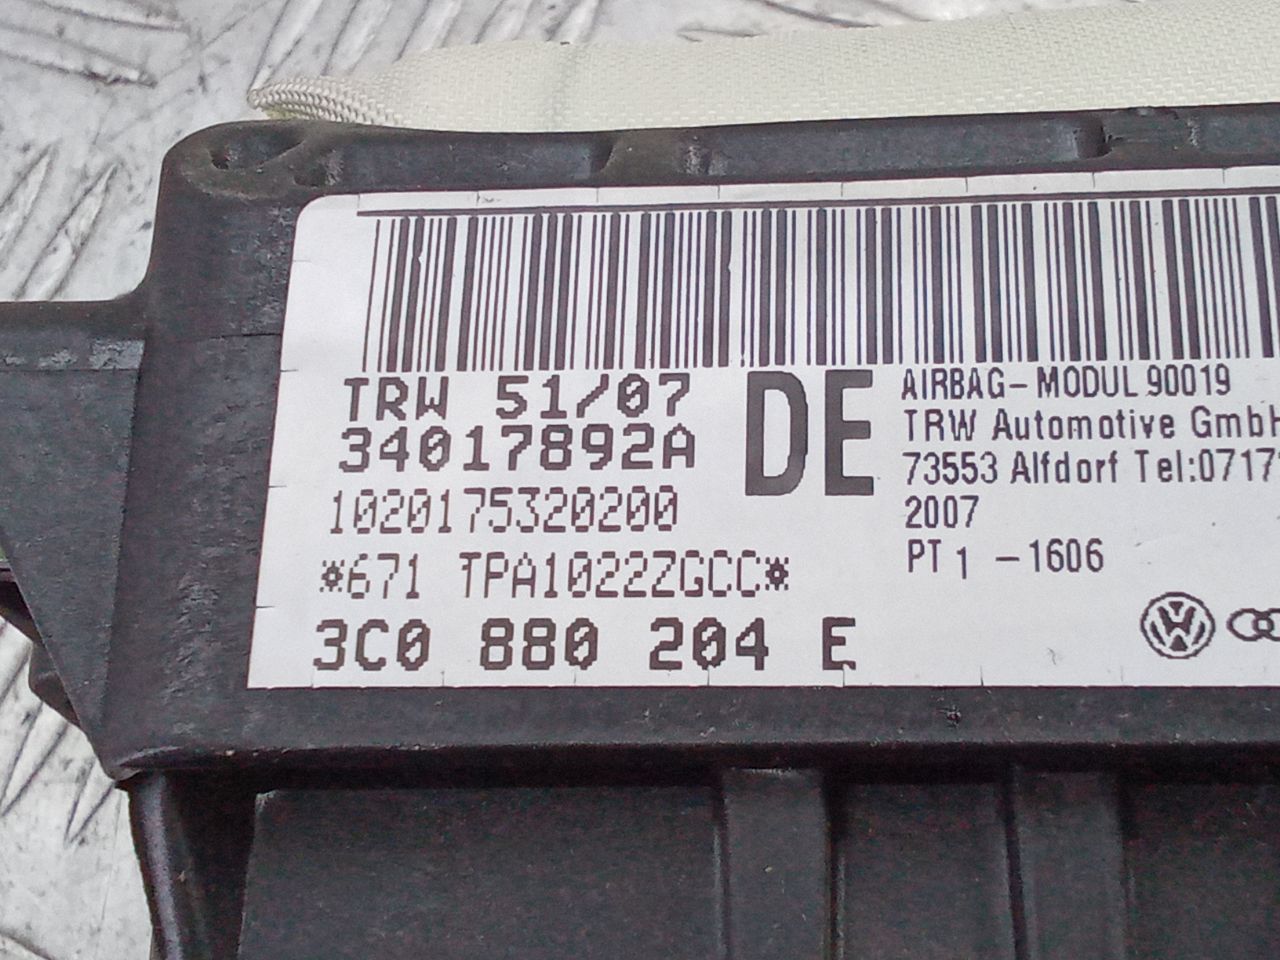 TRW 51/07
34017892A
1020175320200
*671 TPA1022ZGCC*
3C0 880 204 E
DE
AIRBAG-MODUL 90019
TRW Automotive GmbH
73553 Alfdorf Tel:0717
2007
PT 1 -1606
VW